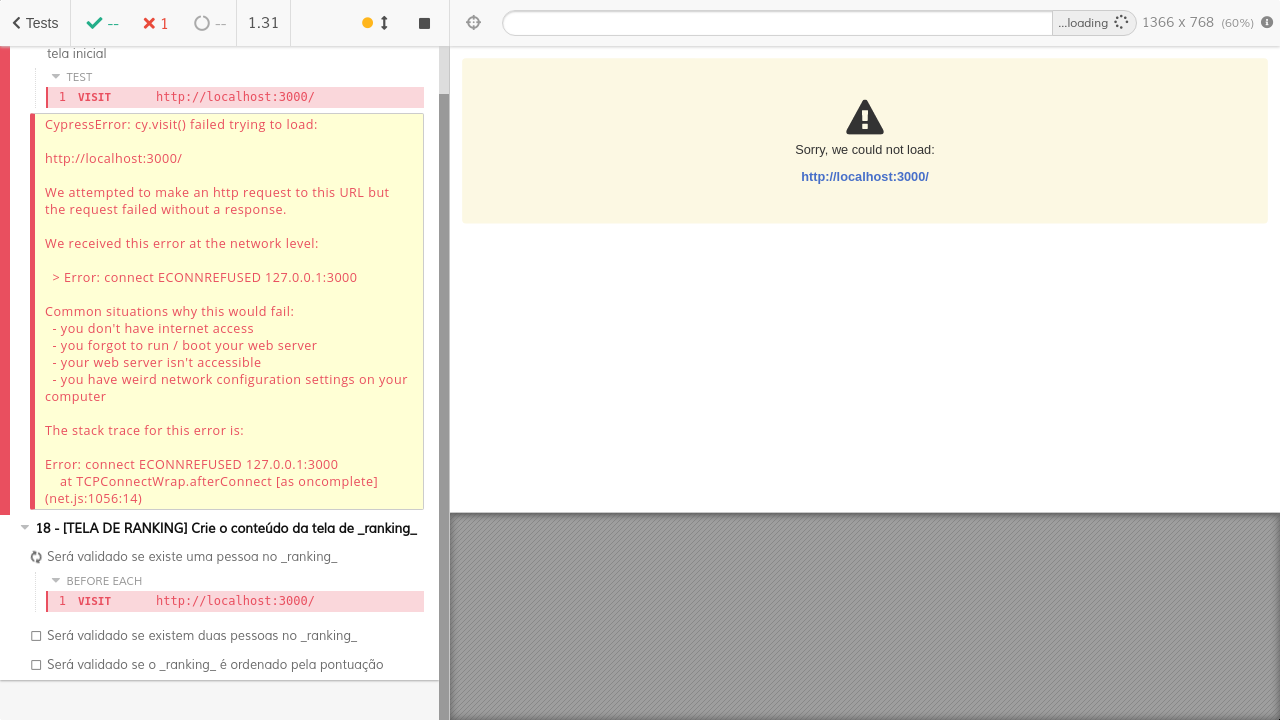 Tests
--
1
--
1.31
...loading
1366 x 768 (60%)
tela inicial
TEST
1 VISIT http://localhost:3000/
CypressError: cy.visit() failed trying to load:
http://localhost:3000/
We attempted to make an http request to this URL but
the request failed without a response.
We received this error at the network level:
> Error: connect ECONNREFUSED 127.0.0.1:3000
Common situations why this would fail:
- you don't have internet access
- you forgot to run / boot your web server
- your web server isn't accessible
- you have weird network configuration settings on your
computer
The stack trace for this error is:
Error: connect ECONNREFUSED 127.0.0.1:3000
at TCPConnectWrap.afterConnect [as oncomplete]
(net.js:1056:14)
18 - [TELA DE RANKING] Crie o conteúdo da tela de _ranking_
Será validado se existe uma pessoa no _ranking_
BEFORE EACH
1 VISIT http://localhost:3000/
Será validado se existem duas pessoas no _ranking_
Será validado se o _ranking_ é ordenado pela pontuação
Sorry, we could not load:
http://localhost:3000/